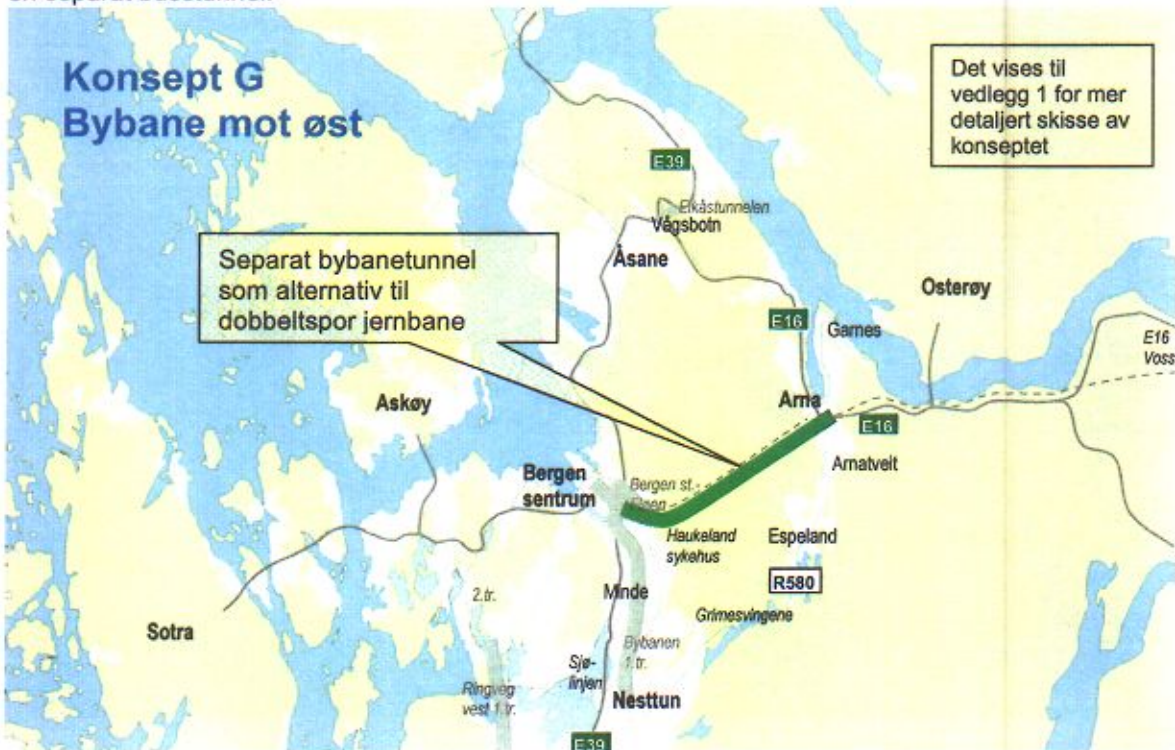 Konsept G
Bybane mot øst
Det vises til
vedlegg 1 for mer
detaljert skisse av
konseptet
E39
Eikåstunnelen
Vågsbotn
Åsane
Separat bybanetunnel
som alternativ til
dobbeltspor jernbane
Osterøy
E16
Garnes
E16
Voss
Askøy
Arna
E16
Arnatveit
Bergen
sentrum
Bergen st.-
Haukeland
sykehus
Espeland
R580
2.tr.
Minde
Grimesvingene
Sotra
Bybanen
1.tr.
Sjø-
linjen
Ringveg
vest 1.tr.
Nesttun
E39